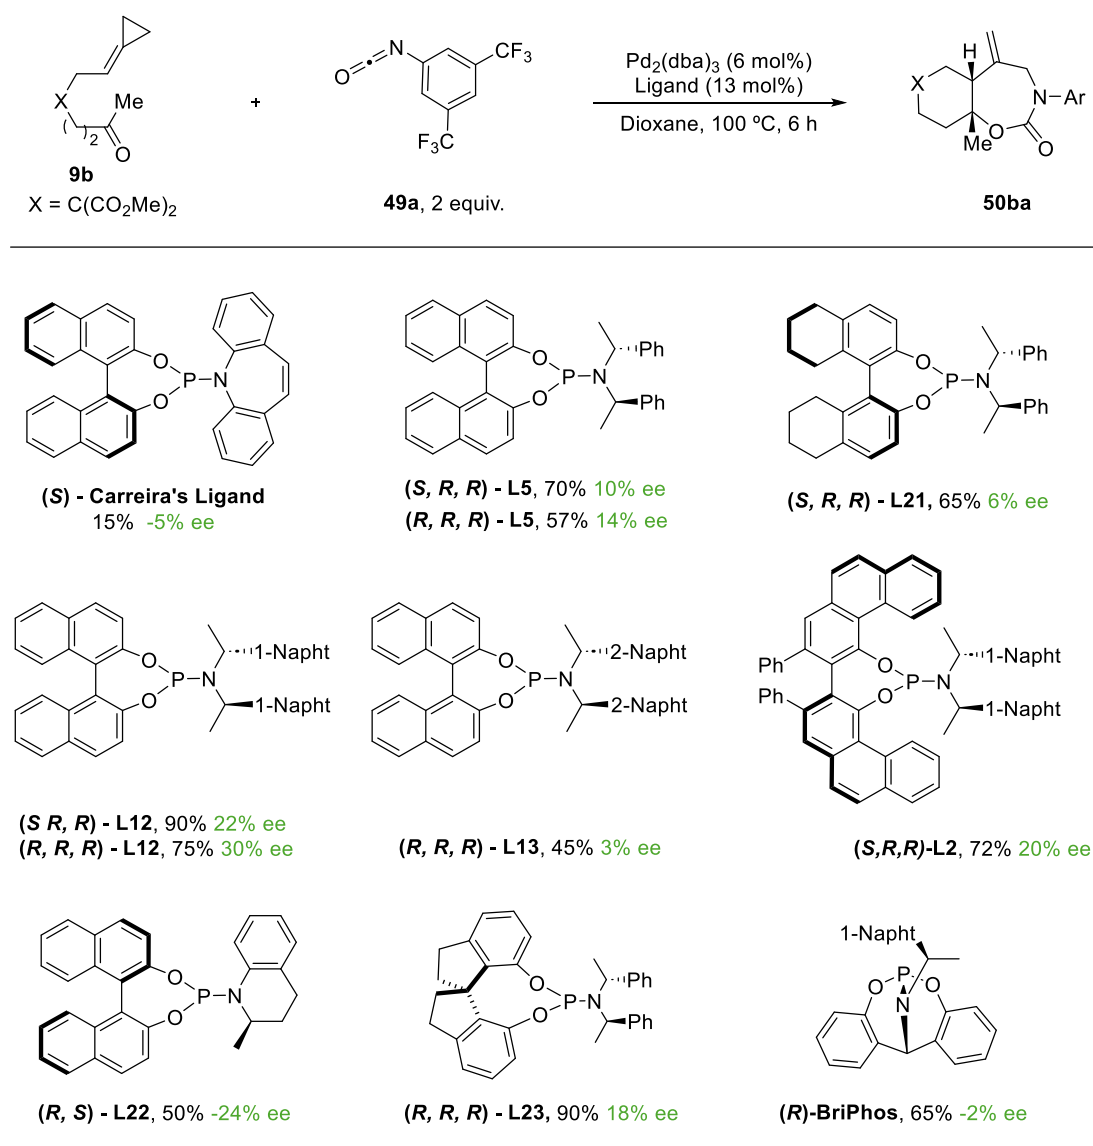 CF₃
F₃C
O
N
X
Me
( )₂
O
9b
X = C(CO₂Me)₂
+
49a, 2 equiv.
Pd₂(dba)₃ (6 mol%)
Ligand (13 mol%)
Dioxane, 100 ºC, 6 h
H
X
N
Ar
Me
O
O
50ba
O
O
P
N
(S) - Carreira's Ligand
15% -5% ee
O
O
P
N
Ph
Ph
(S, R, R) - L5, 70% 10% ee
(R, R, R) - L5, 57% 14% ee
O
O
P
N
Ph
Ph
(S, R, R) - L21, 65% 6% ee
O
O
P
N
1-Napht
1-Napht
(S R, R) - L12, 90% 22% ee
(R, R, R) - L12, 75% 30% ee
O
O
P
N
2-Napht
2-Napht
(R, R, R) - L13, 45% 3% ee
Ph
Ph
O
O
P
N
1-Napht
1-Napht
(S,R,R)-L2, 72% 20% ee
O
O
P
N
(R, S) - L22, 50% -24% ee
O
O
P
N
Ph
Ph
(R, R, R) - L23, 90% 18% ee
1-Napht
P
O
O
N
(R)-BriPhos, 65% -2% ee